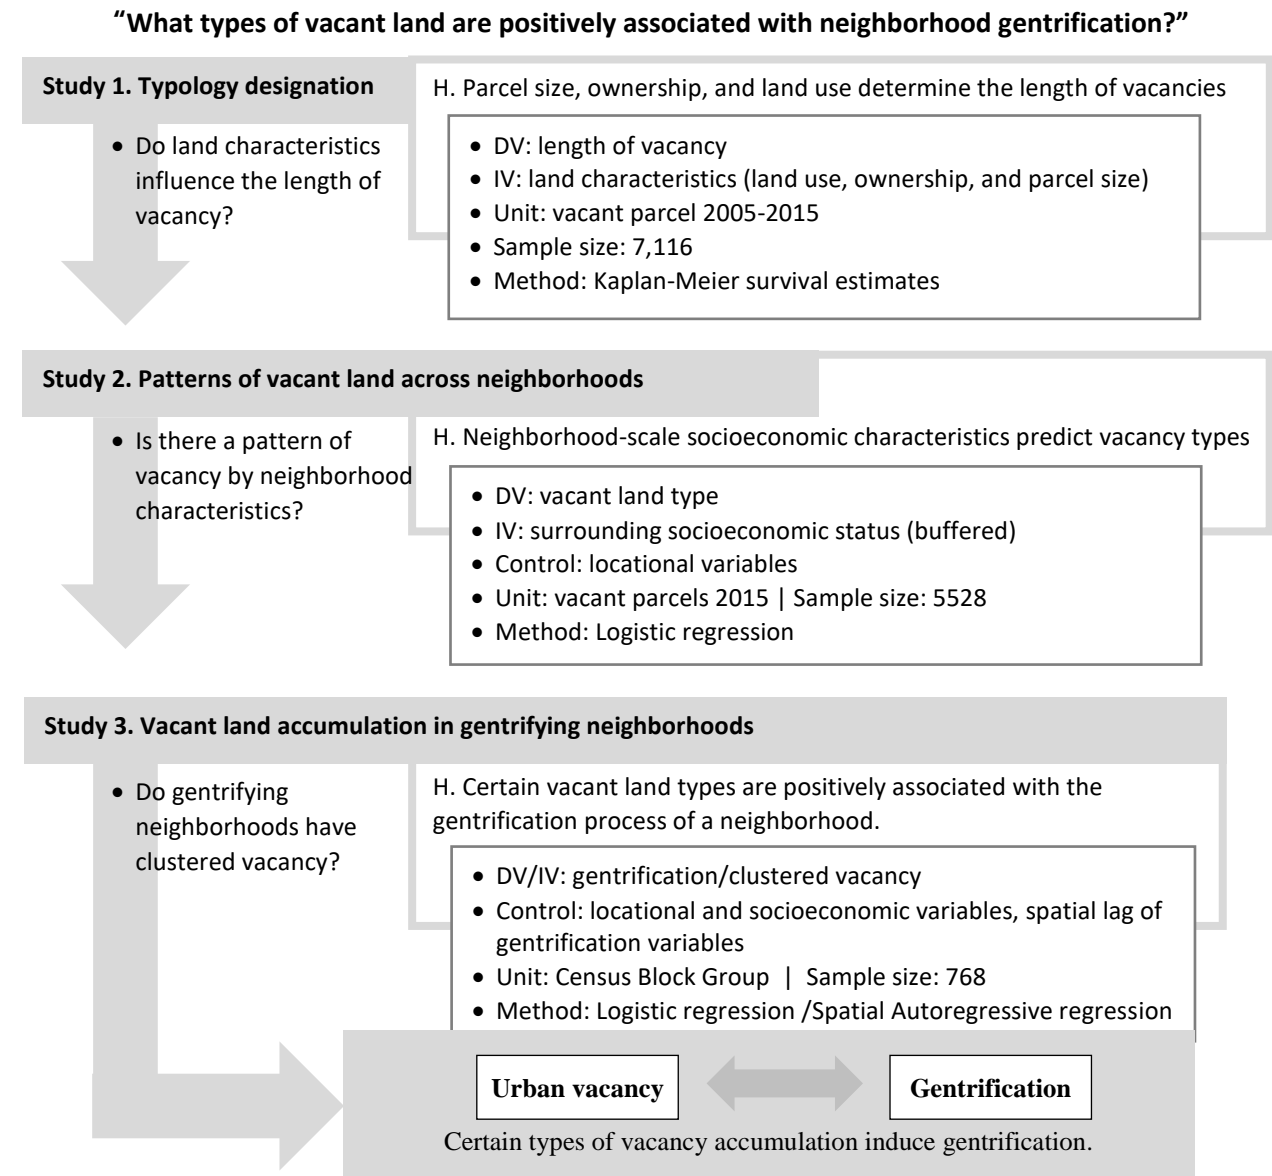 “What types of vacant land are positively associated with neighborhood gentrification?”
Study 1. Typology designation
H. Parcel size, ownership, and land use determine the length of vacancies
• Do land characteristics
influence the length of
vacancy?
• DV: length of vacancy
• IV: land characteristics (land use, ownership, and parcel size)
• Unit: vacant parcel 2005-2015
• Sample size: 7,116
• Method: Kaplan-Meier survival estimates
Study 2. Patterns of vacant land across neighborhoods
• Is there a pattern of
vacancy by neighborhood
characteristics?
H. Neighborhood-scale socioeconomic characteristics predict vacancy types
• DV: vacant land type
• IV: surrounding socioeconomic status (buffered)
• Control: locational variables
• Unit: vacant parcels 2015 | Sample size: 5528
• Method: Logistic regression
Study 3. Vacant land accumulation in gentrifying neighborhoods
• Do gentrifying
neighborhoods have
clustered vacancy?
H. Certain vacant land types are positively associated with the
gentrification process of a neighborhood.
• DV/IV: gentrification/clustered vacancy
• Control: locational and socioeconomic variables, spatial lag of
gentrification variables
• Unit: Census Block Group | Sample size: 768
• Method: Logistic regression /Spatial Autoregressive regression
Urban vacancy
Gentrification
Certain types of vacancy accumulation induce gentrification.